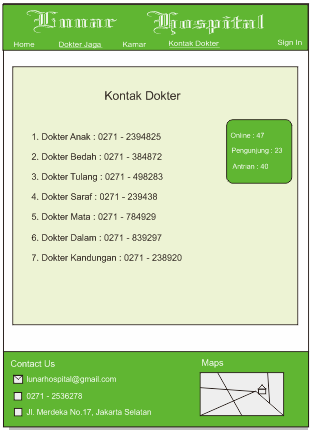 Lunar Hospital
Home Dokter Jaga Kamar Kontak Dokter Sign In
Kontak Dokter
1. Dokter Anak : 0271 - 2394825
2. Dokter Bedah : 0271 - 384872
3. Dokter Tulang : 0271 - 498283
4. Dokter Saraf : 0271 - 239438
5. Dokter Mata : 0271 - 784929
6. Dokter Dalam : 0271 - 839297
7. Dokter Kandungan : 0271 - 238920
Online : 47
Pengunjung : 23
Antrian : 40
Contact Us
lunarhospital@gmail.com
0271 - 2536278
Jl. Merdeka No.17, Jakarta Selatan
Maps